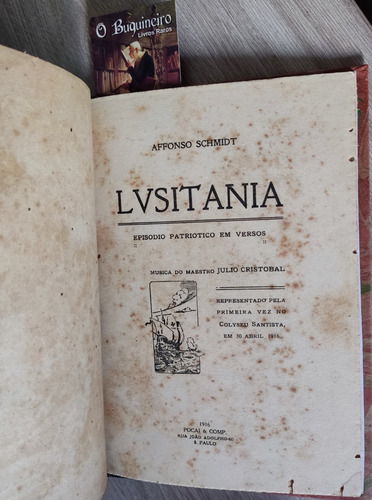 O Buquineiro
Livros Raros
AFFONSO SCHMIDT
LVSITANIA
EPISODIO PATRIOTICO EM VERSOS
MUSICA DO MAESTRO JULIO CRISTOBAL
REPRESENTADO PELA
PRIMEIRA VEZ NO
COLYSEU SANTISTA,
EM 30 ABRIL 1916.
1916
POCAI & COMP.
RUA JOÃO ADOLPHO-
S. PAULO